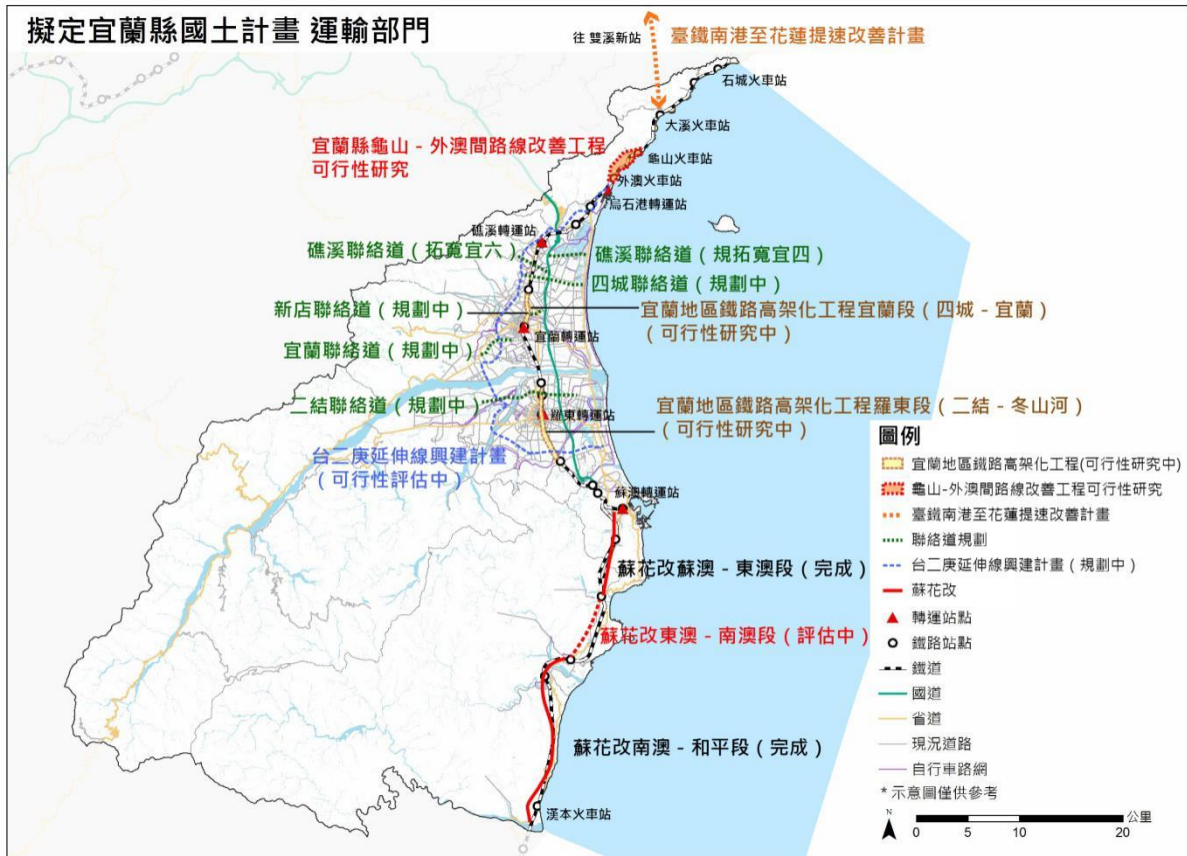 擬定宜蘭縣國土計畫 運輸部門
往 雙溪新站
臺鐵南港至花蓮提速改善計畫
石城火車站
大溪火車站
宜蘭縣龜山 - 外澳間路線改善工程
可行性研究
龜山火車站
外澳火車站
烏石港轉運站
礁溪轉運站
礁溪聯絡道（拓寬宜六）
礁溪聯絡道（規拓寬宜四）
四城聯絡道（規劃中）
新店聯絡道（規劃中）
宜蘭地區鐵路高架化工程宜蘭段（四城 - 宜蘭）
（可行性研究中）
宜蘭轉運站
宜蘭聯絡道（規劃中）
二結聯絡道（規劃中）
宜蘭地區鐵路高架化工程羅東段（二結 - 冬山河）
（可行性研究中）
羅東轉運站
台二庚延伸線興建計畫
（可行性評估中）
蘇澳轉運站
蘇花改蘇澳 - 東澳段（完成）
蘇花改東澳 - 南澳段（評估中）
蘇花改南澳 - 和平段（完成）
漢本火車站
圖例
宜蘭地區鐵路高架化工程(可行性研究中)
龜山-外澳間路線改善工程可行性研究
臺鐵南港至花蓮提速改善計畫
聯絡道規劃
台二庚延伸線興建計畫（規劃中）
蘇花改
轉運站點
鐵路站點
鐵道
國道
省道
現況道路
自行車路網
* 示意圖僅供參考
N
公里
0 5 10 20